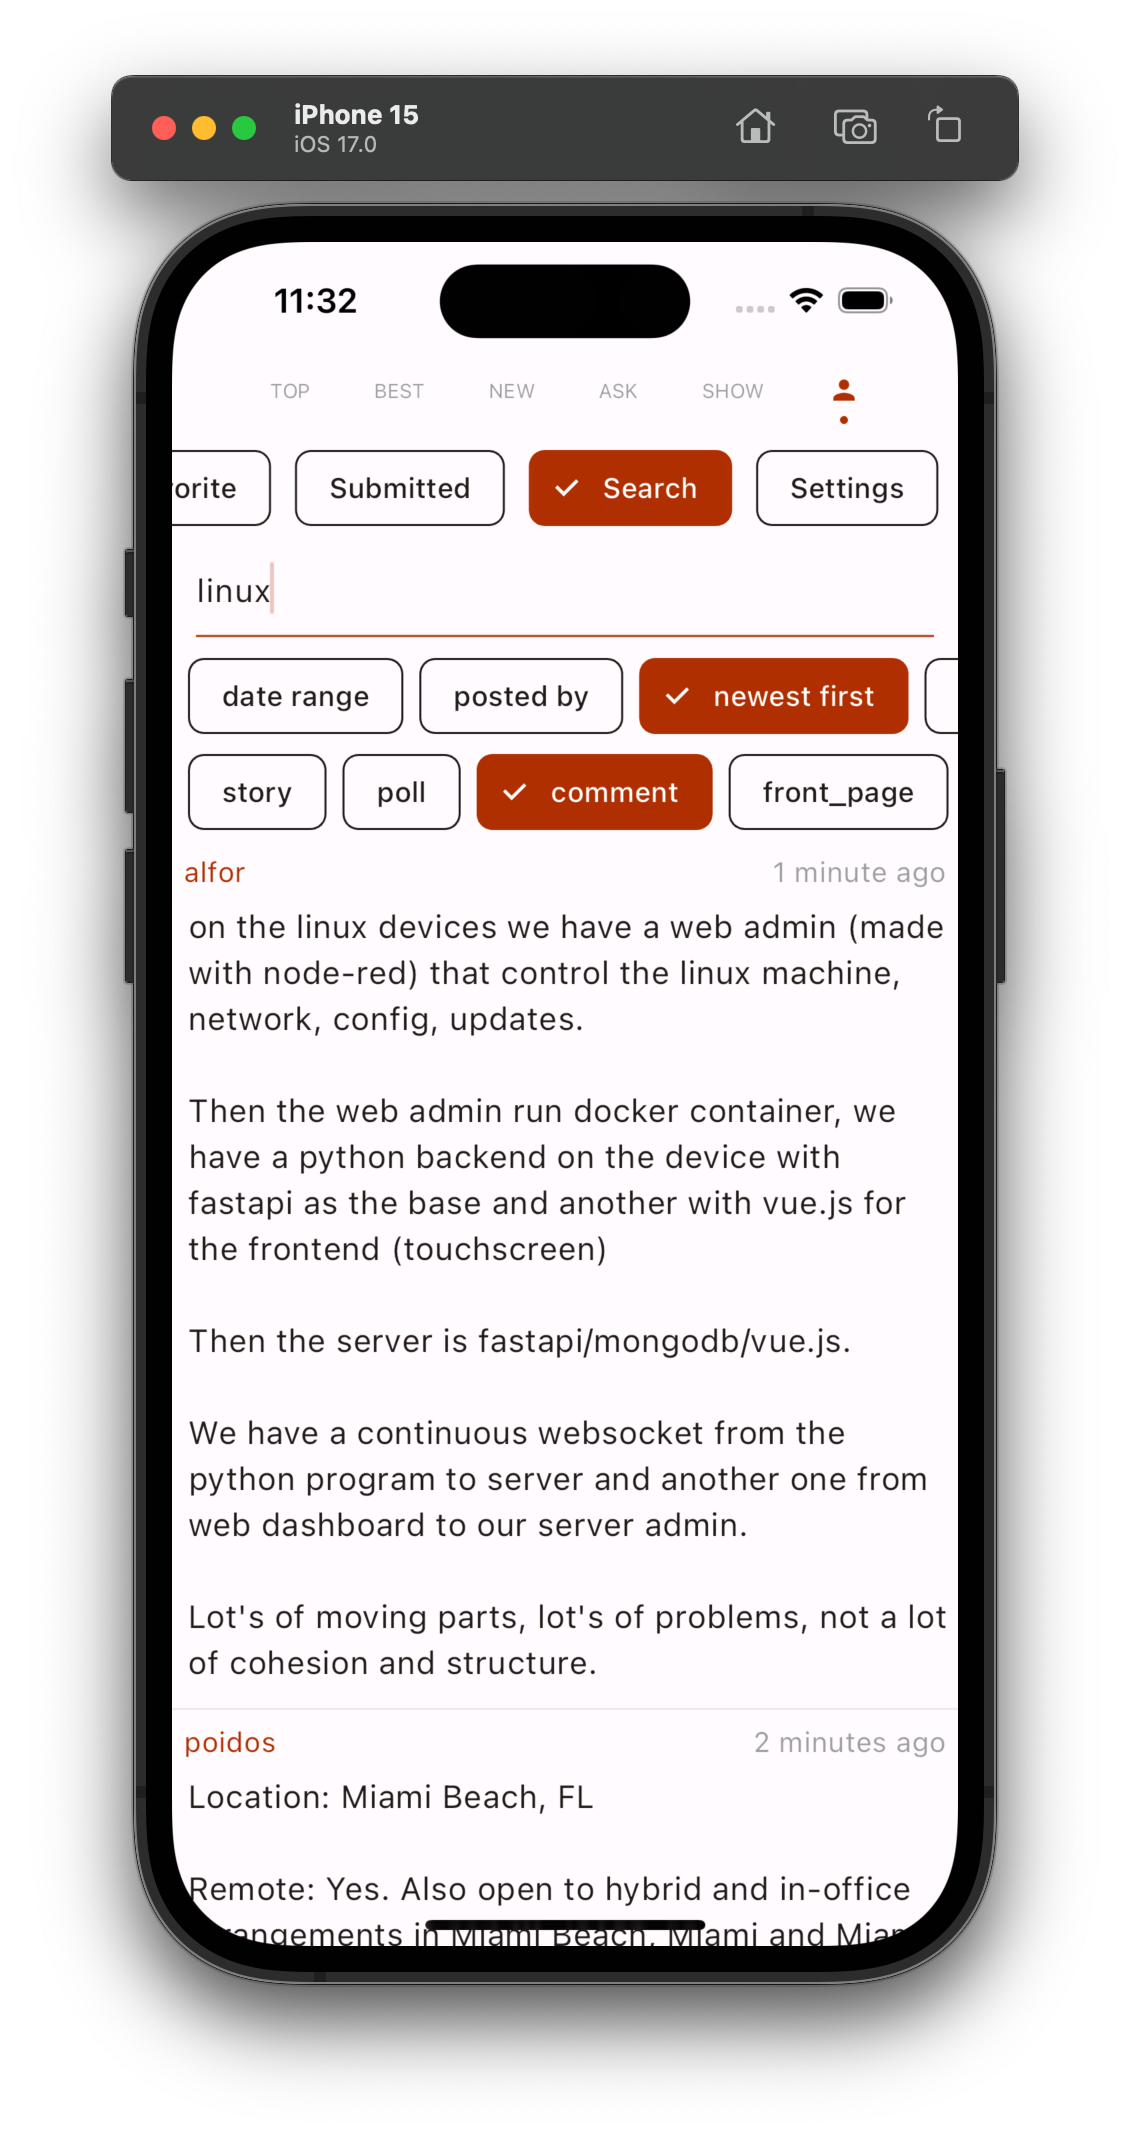 iPhone 15
iOS 17.0
11:32
TOP BEST NEW ASK SHOW
orite Submitted Search Settings
linux
date range posted by newest first
story poll comment front_page
alfor 1 minute ago
on the linux devices we have a web admin (made
with node-red) that control the linux machine,
network, config, updates.
Then the web admin run docker container, we
have a python backend on the device with
fastapi as the base and another with vue.js for
the frontend (touchscreen)
Then the server is fastapi/mongodb/vue.js.
We have a continuous websocket from the
python program to server and another one from
web dashboard to our server admin.
Lot's of moving parts, lot's of problems, not a lot
of cohesion and structure.
poidos 2 minutes ago
Location: Miami Beach, FL
Remote: Yes. Also open to hybrid and in-office
rangements in Miami Beach, Miami and